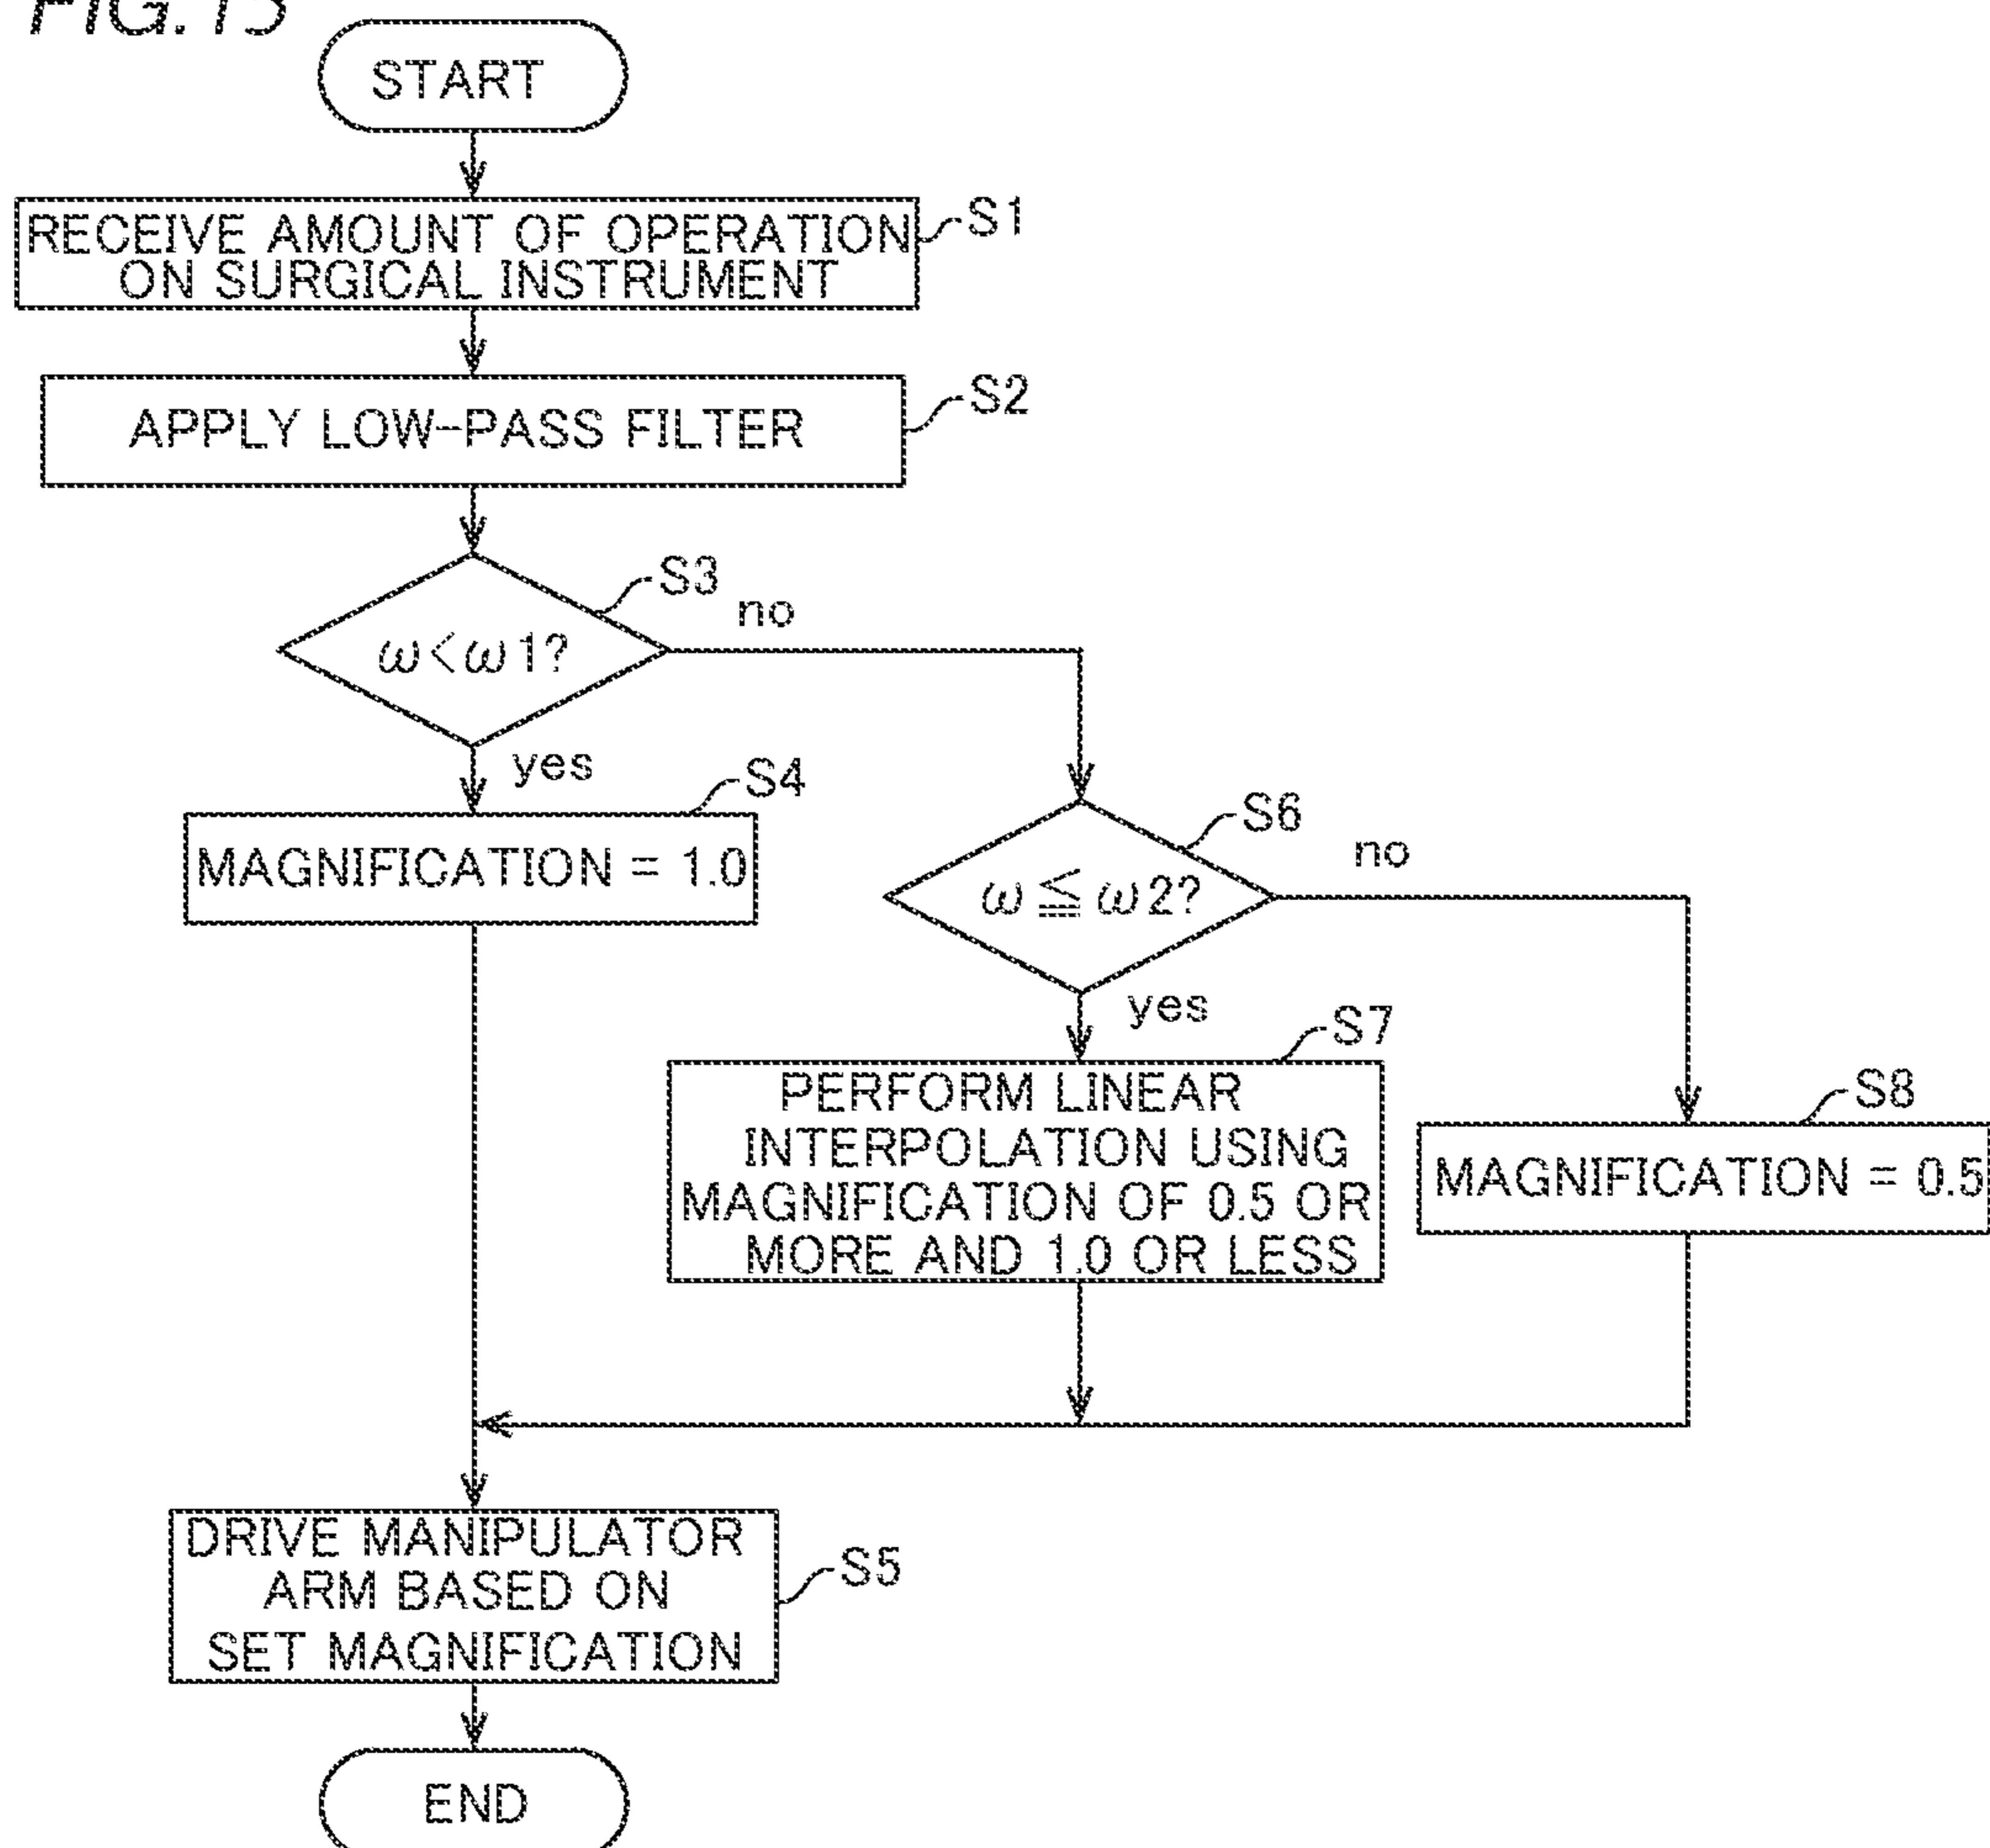 FIG. 13
START
RECEIVE AMOUNT OF OPERATION
ON SURGICAL INSTRUMENT
S1
APPLY LOW-PASS FILTER
S2
ω<ω1?
S3
no
yes
MAGNIFICATION = 1.0
S4
ω≦ω2?
S6
no
yes
PERFORM LINEAR
INTERPOLATION USING
MAGNIFICATION OF 0.5 OR
MORE AND 1.0 OR LESS
S7
MAGNIFICATION = 0.5
S8
DRIVE MANIPULATOR
ARM BASED ON
SET MAGNIFICATION
S5
END